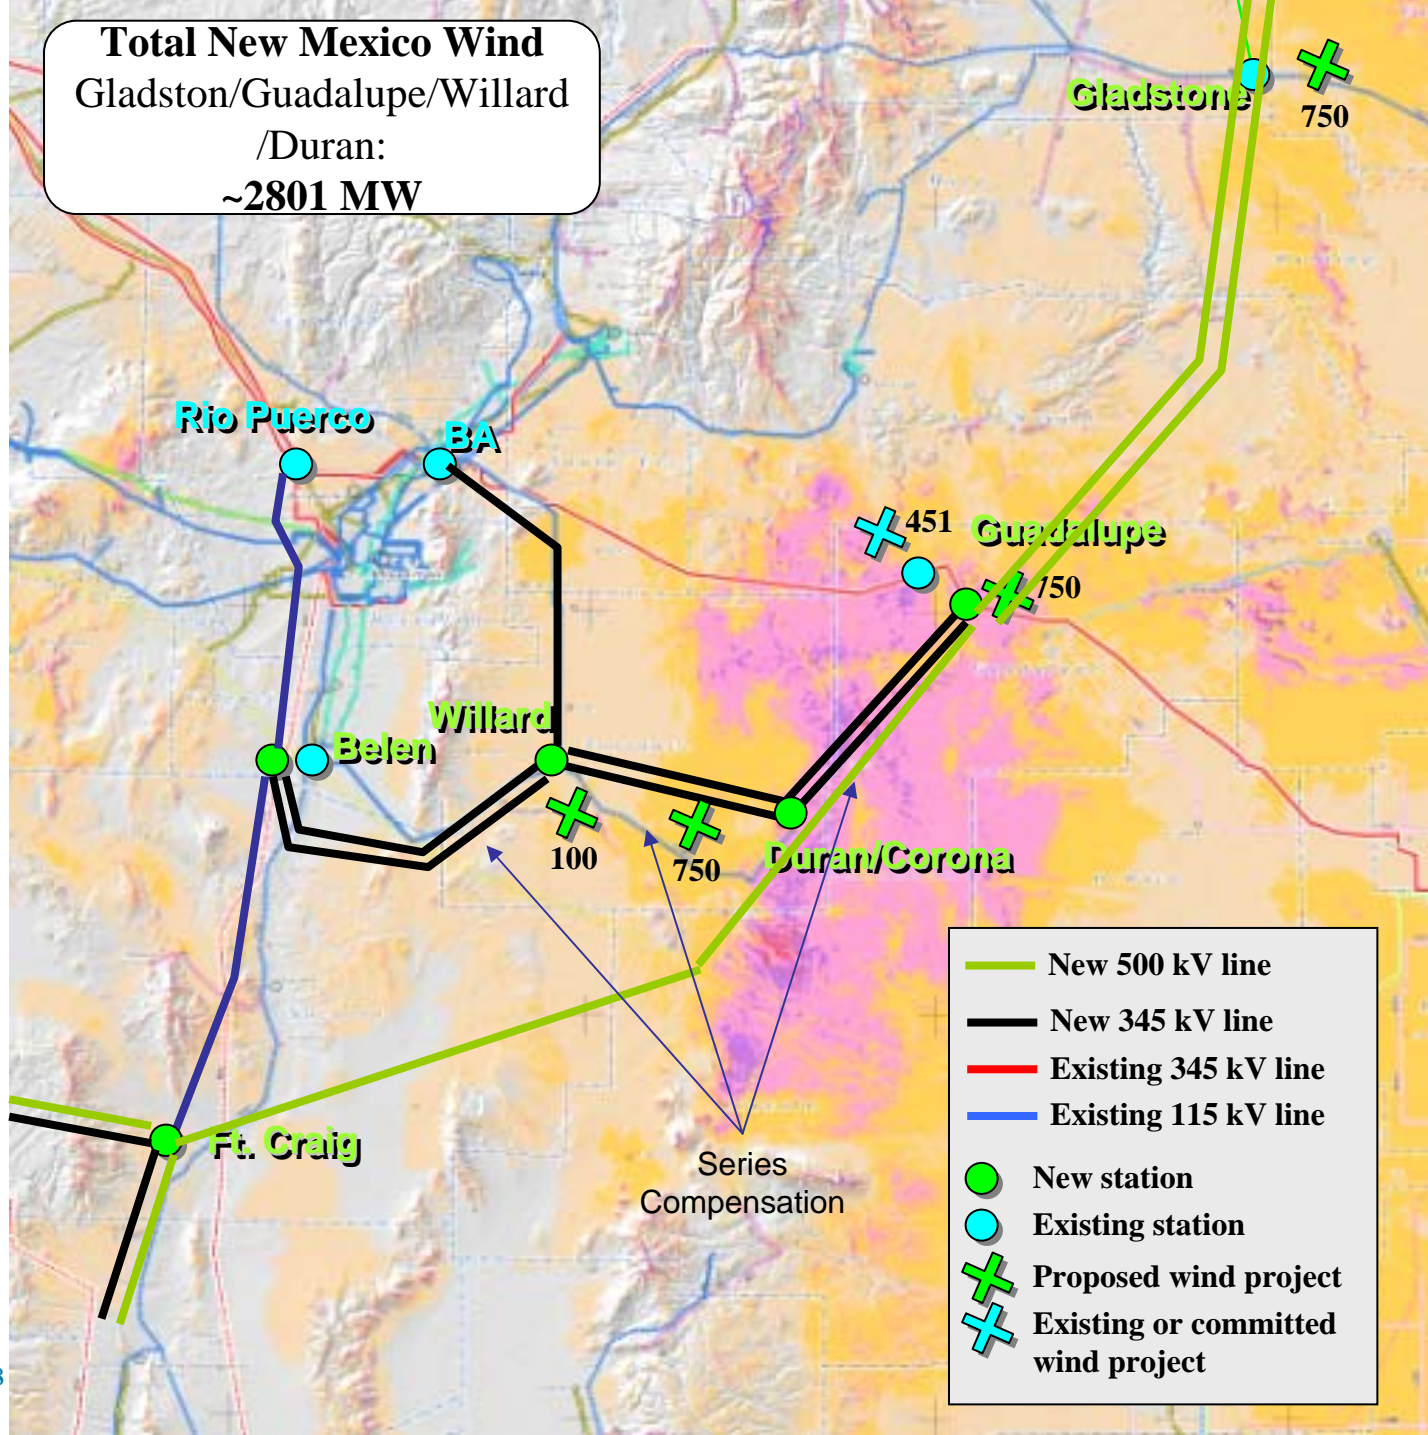 Total New Mexico Wind
Gladston/Guadalupe/Willard
/Duran:
~2801 MW
Gladstone
750
Rio Puerco
BA
451
Guadalupe
750
Willard
Belen
100
750
Duran/Corona
Ft. Craig
Series
Compensation
New 500 kV line
New 345 kV line
Existing 345 kV line
Existing 115 kV line
New station
Existing station
Proposed wind project
Existing or committed
wind project
3